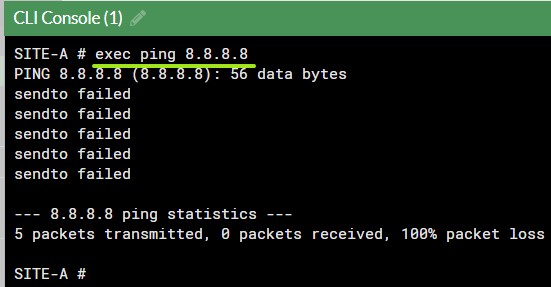 CLI Console (1)
SITE-A # exec ping 8.8.8.8
PING 8.8.8.8 (8.8.8.8): 56 data bytes
sendto failed
sendto failed
sendto failed
sendto failed
sendto failed
--- 8.8.8.8 ping statistics ---
5 packets transmitted, 0 packets received, 100% packet loss
SITE-A #